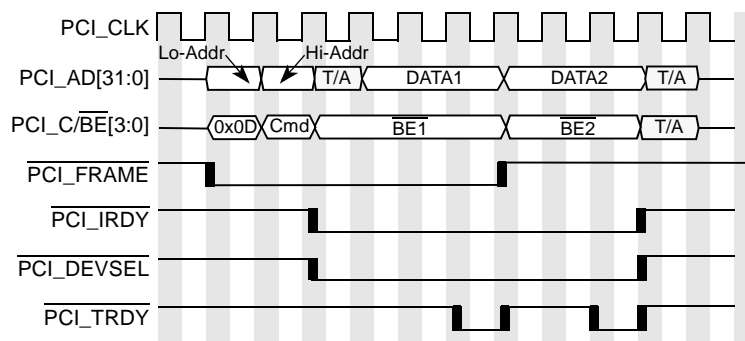 PCI_CLK
Lo-Addr Hi-Addr
PCI_AD[31:0] T/A DATA1 DATA2 T/A
PCI_C/BE[3:0] 0x0D Cmd BE1 BE2 T/A
PCI_FRAME
PCI_IRDY
PCI_DEVSEL
PCI_TRDY